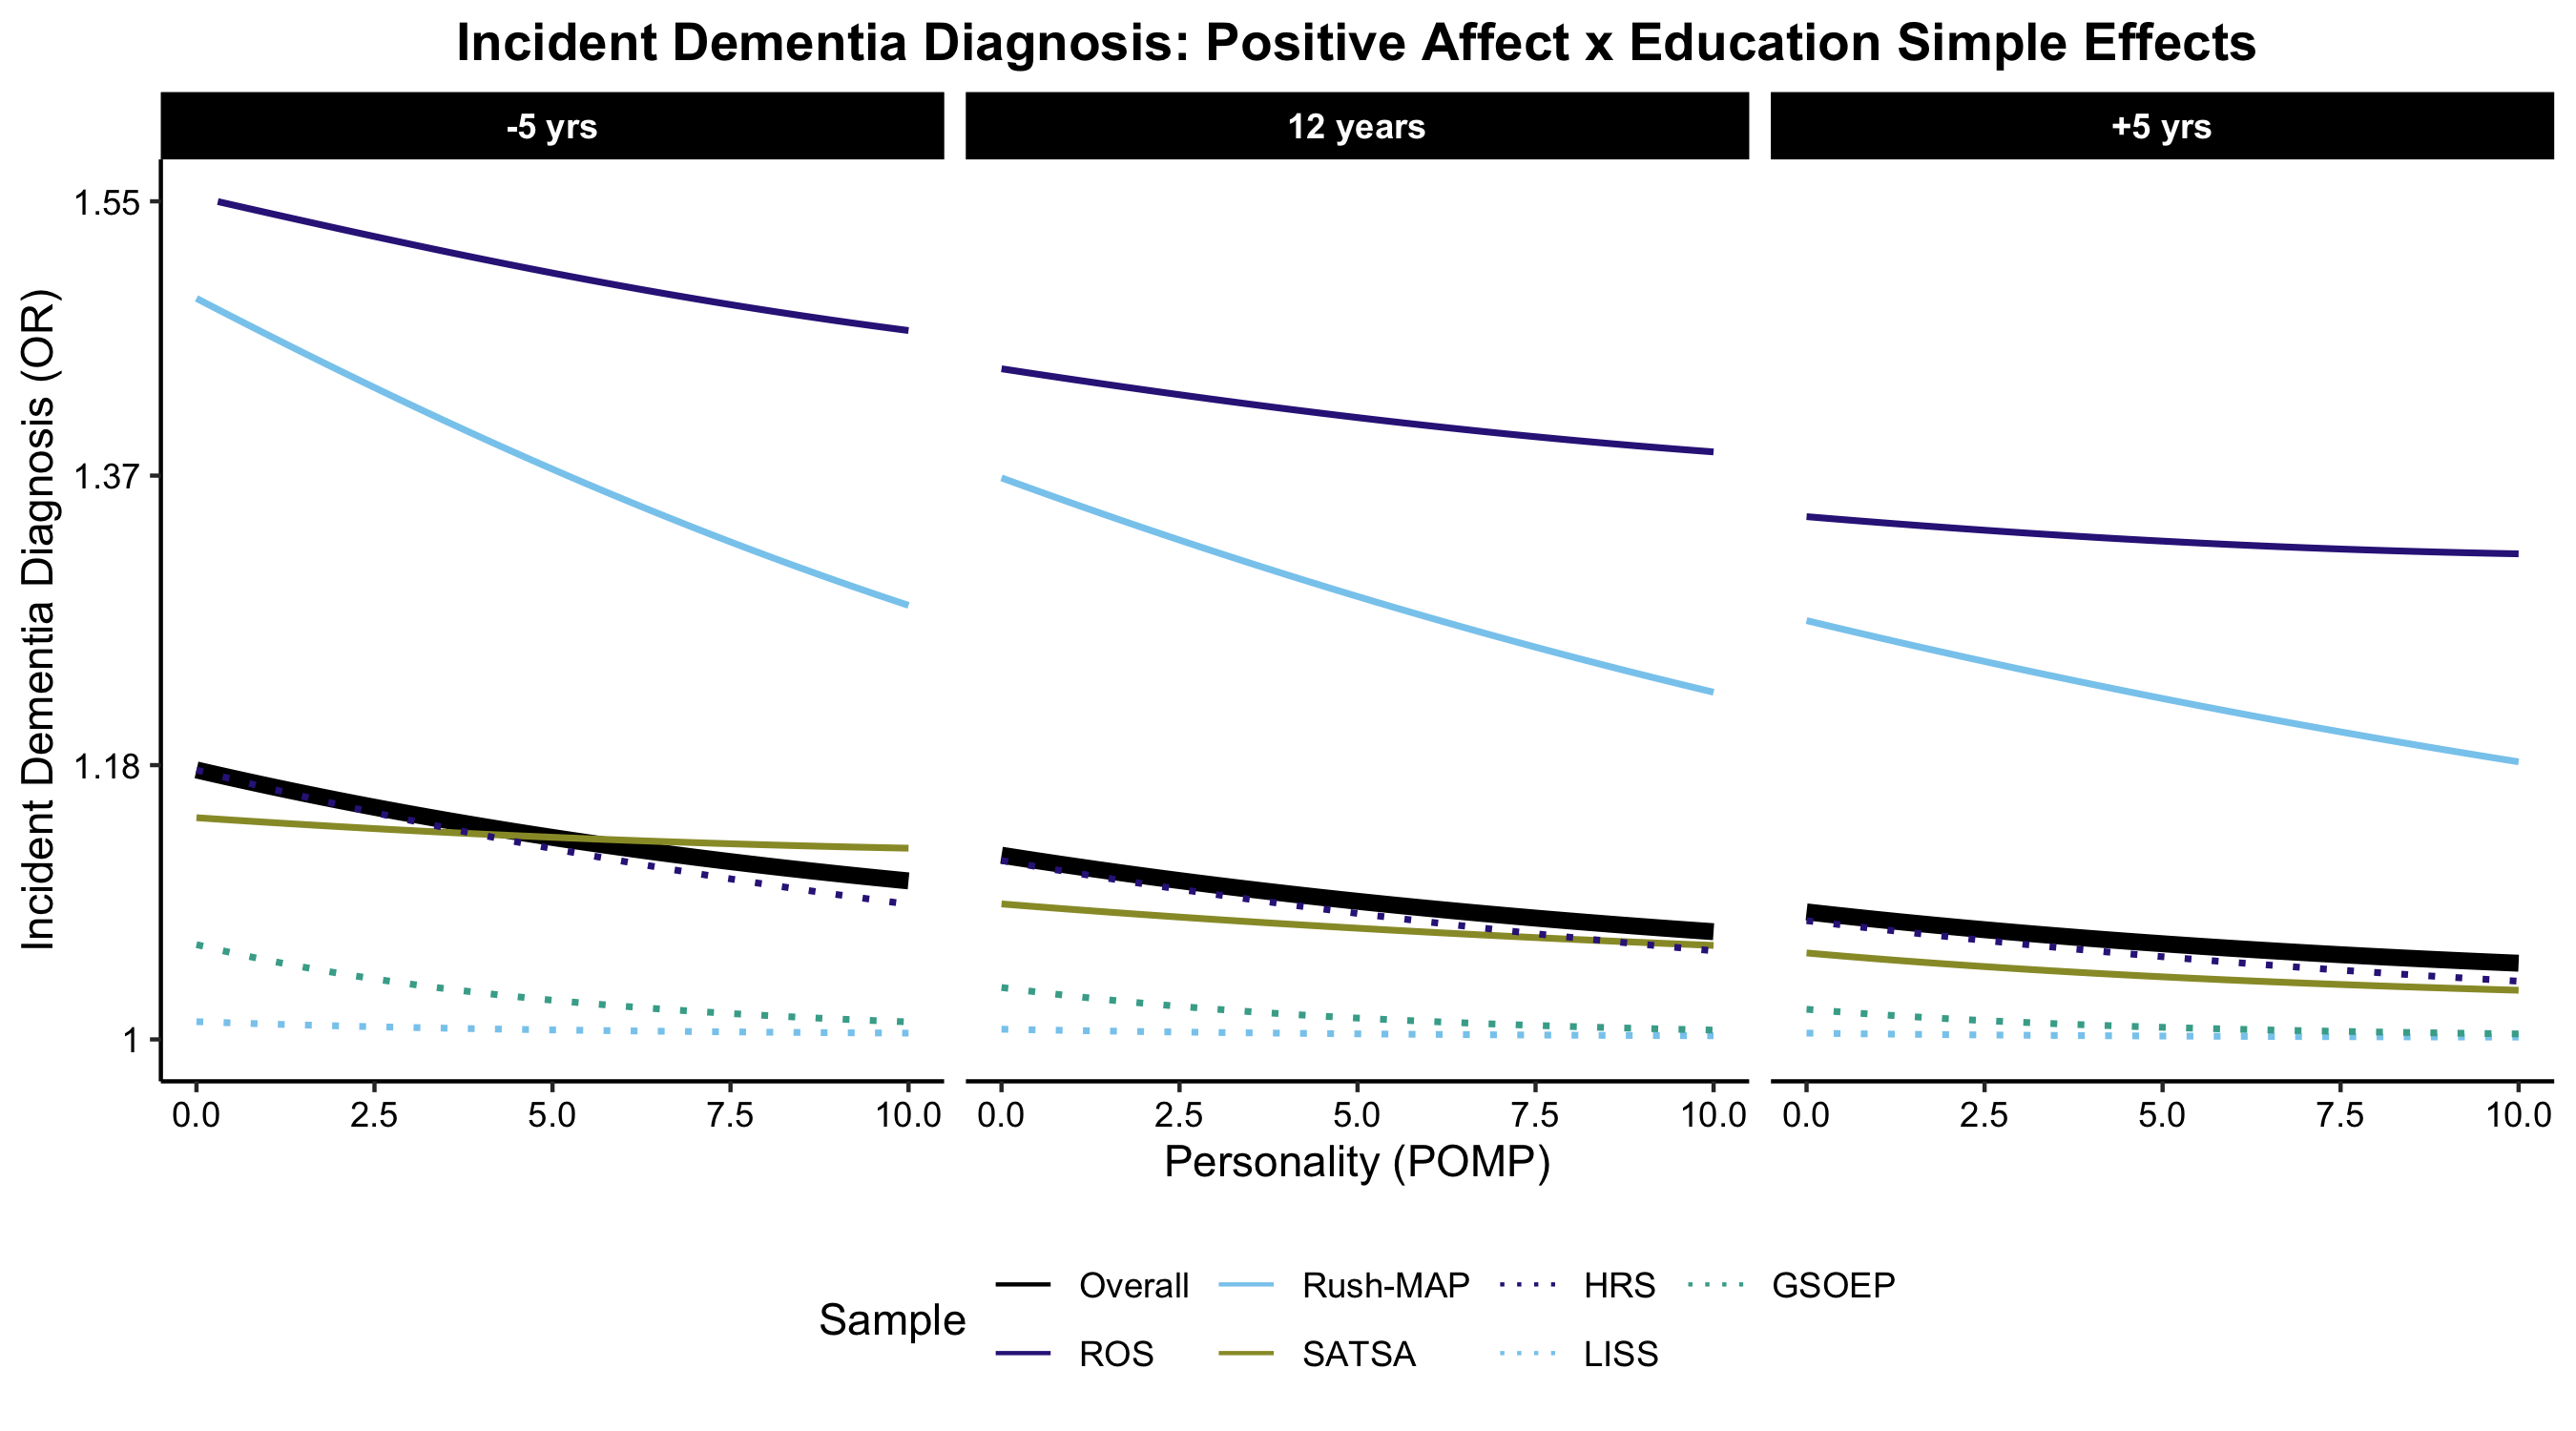 Incident Dementia Diagnosis: Positive Affect x Education Simple Effects
-5 yrs
12 years
+5 yrs
Incident Dementia Diagnosis (OR)
1.55
1.37
1.18
1
0.0 2.5 5.0 7.5 10.0
0.0 2.5 5.0 7.5 10.0
0.0 2.5 5.0 7.5 10.0
Personality (POMP)
Sample
Overall Rush-MAP HRS GSOEP
ROS SATSA LISS